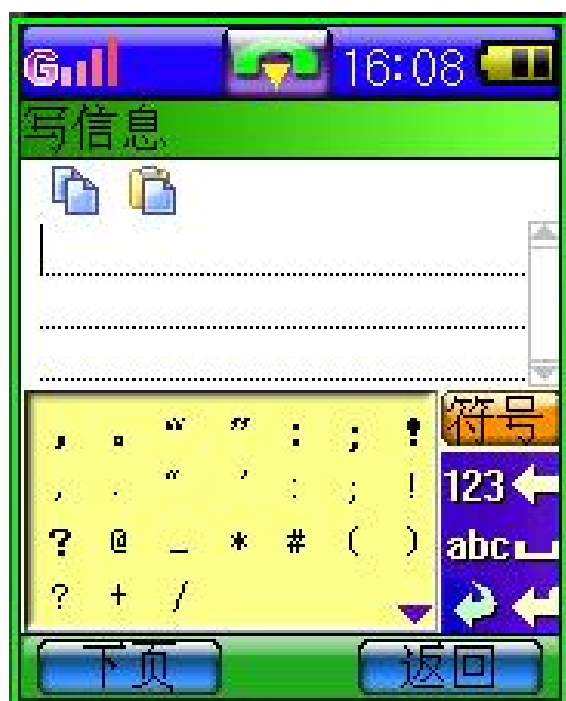 G 16:08
写信息
， 。 “ ” ： ； ！ 符号
, . " ' : ; ! 123
？ @ _ * # ( ) abc
? + /
下页 返回